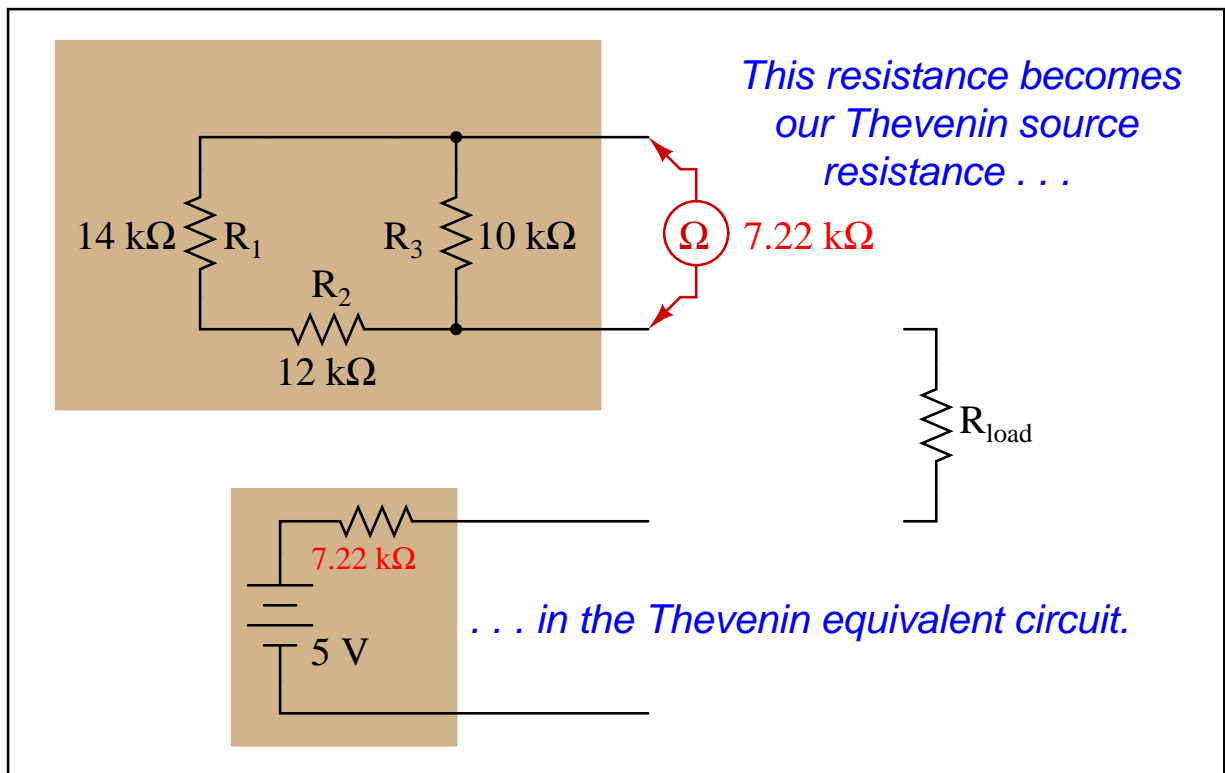 This resistance becomes
our Thevenin source
resistance . . .
14 kΩ R1 R3 10 kΩ Ω 7.22 kΩ
R2
12 kΩ
Rload
7.22 kΩ
. . . in the Thevenin equivalent circuit.
5 V